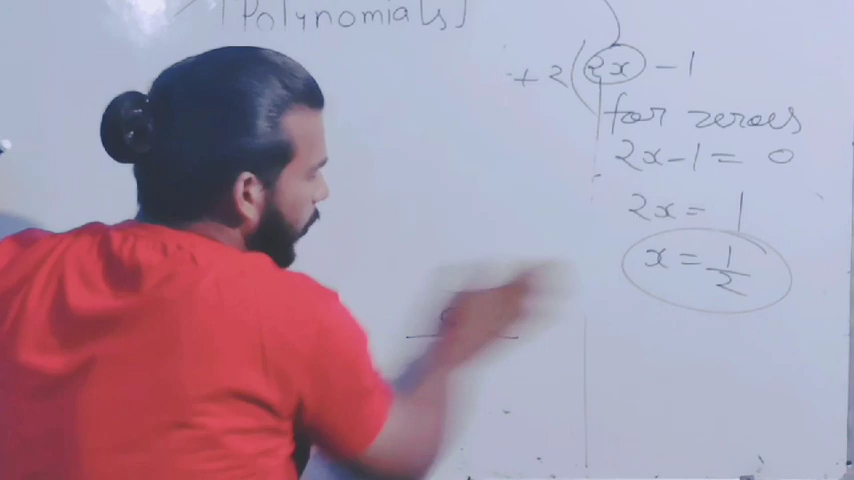 [Polynomials]
+ 2 ( 2x - 1
for zeroes
2x - 1 = 0
2x = 1
x = 1/2